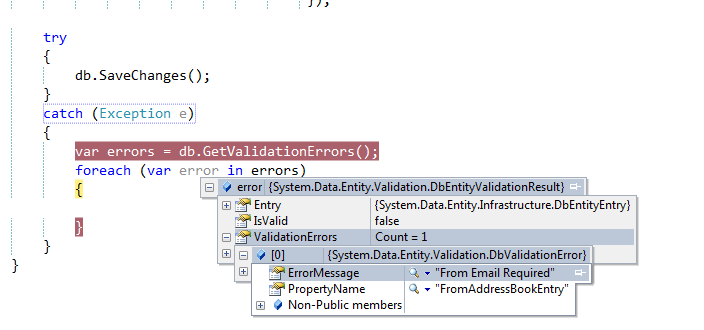 });
try
{
db.SaveChanges();
}
catch (Exception e)
{
var errors = db.GetValidationErrors();
foreach (var error in errors)
{
error {System.Data.Entity.Validation.DbEntityValidationResult}
Entry {System.Data.Entity.Infrastructure.DbEntityEntry}
IsValid false
ValidationErrors Count = 1
[0] {System.Data.Entity.Validation.DbValidationError}
ErrorMessage "From Email Required"
PropertyName "FromAddressBookEntry"
Non-Public members
}
}
}